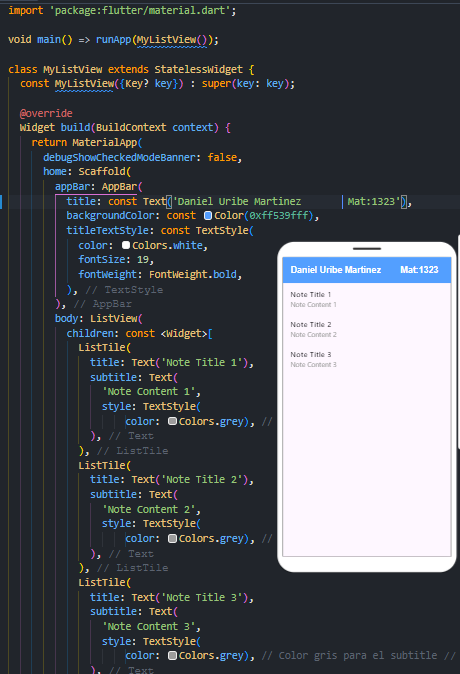 import 'package:flutter/material.dart';
void main() => runApp(MyListView());
class MyListView extends StatelessWidget {
const MyListView({Key? key}) : super(key: key);
@override
Widget build(BuildContext context) {
return MaterialApp(
debugShowCheckedModeBanner: false,
home: Scaffold(
appBar: AppBar(
title: const Text('Daniel Uribe Martinez       Mat:1323'),
backgroundColor: const Color(0xff539fff),
titleTextStyle: const TextStyle(
color: Colors.white,
fontSize: 19,
fontWeight: FontWeight.bold,
), // TextStyle
), // AppBar
body: ListView(
children: const <Widget>[
ListTile(
title: Text('Note Title 1'),
subtitle: Text(
'Note Content 1',
style: TextStyle(
color: Colors.grey), //
), // Text
), // ListTile
ListTile(
title: Text('Note Title 2'),
subtitle: Text(
'Note Content 2',
style: TextStyle(
color: Colors.grey), //
), // Text
), // ListTile
ListTile(
title: Text('Note Title 3'),
subtitle: Text(
'Note Content 3',
style: TextStyle(
color: Colors.grey), // Color gris para el subtitle //
), // Text
Daniel Uribe Martinez Mat:1323
Note Title 1
Note Content 1
Note Title 2
Note Content 2
Note Title 3
Note Content 3